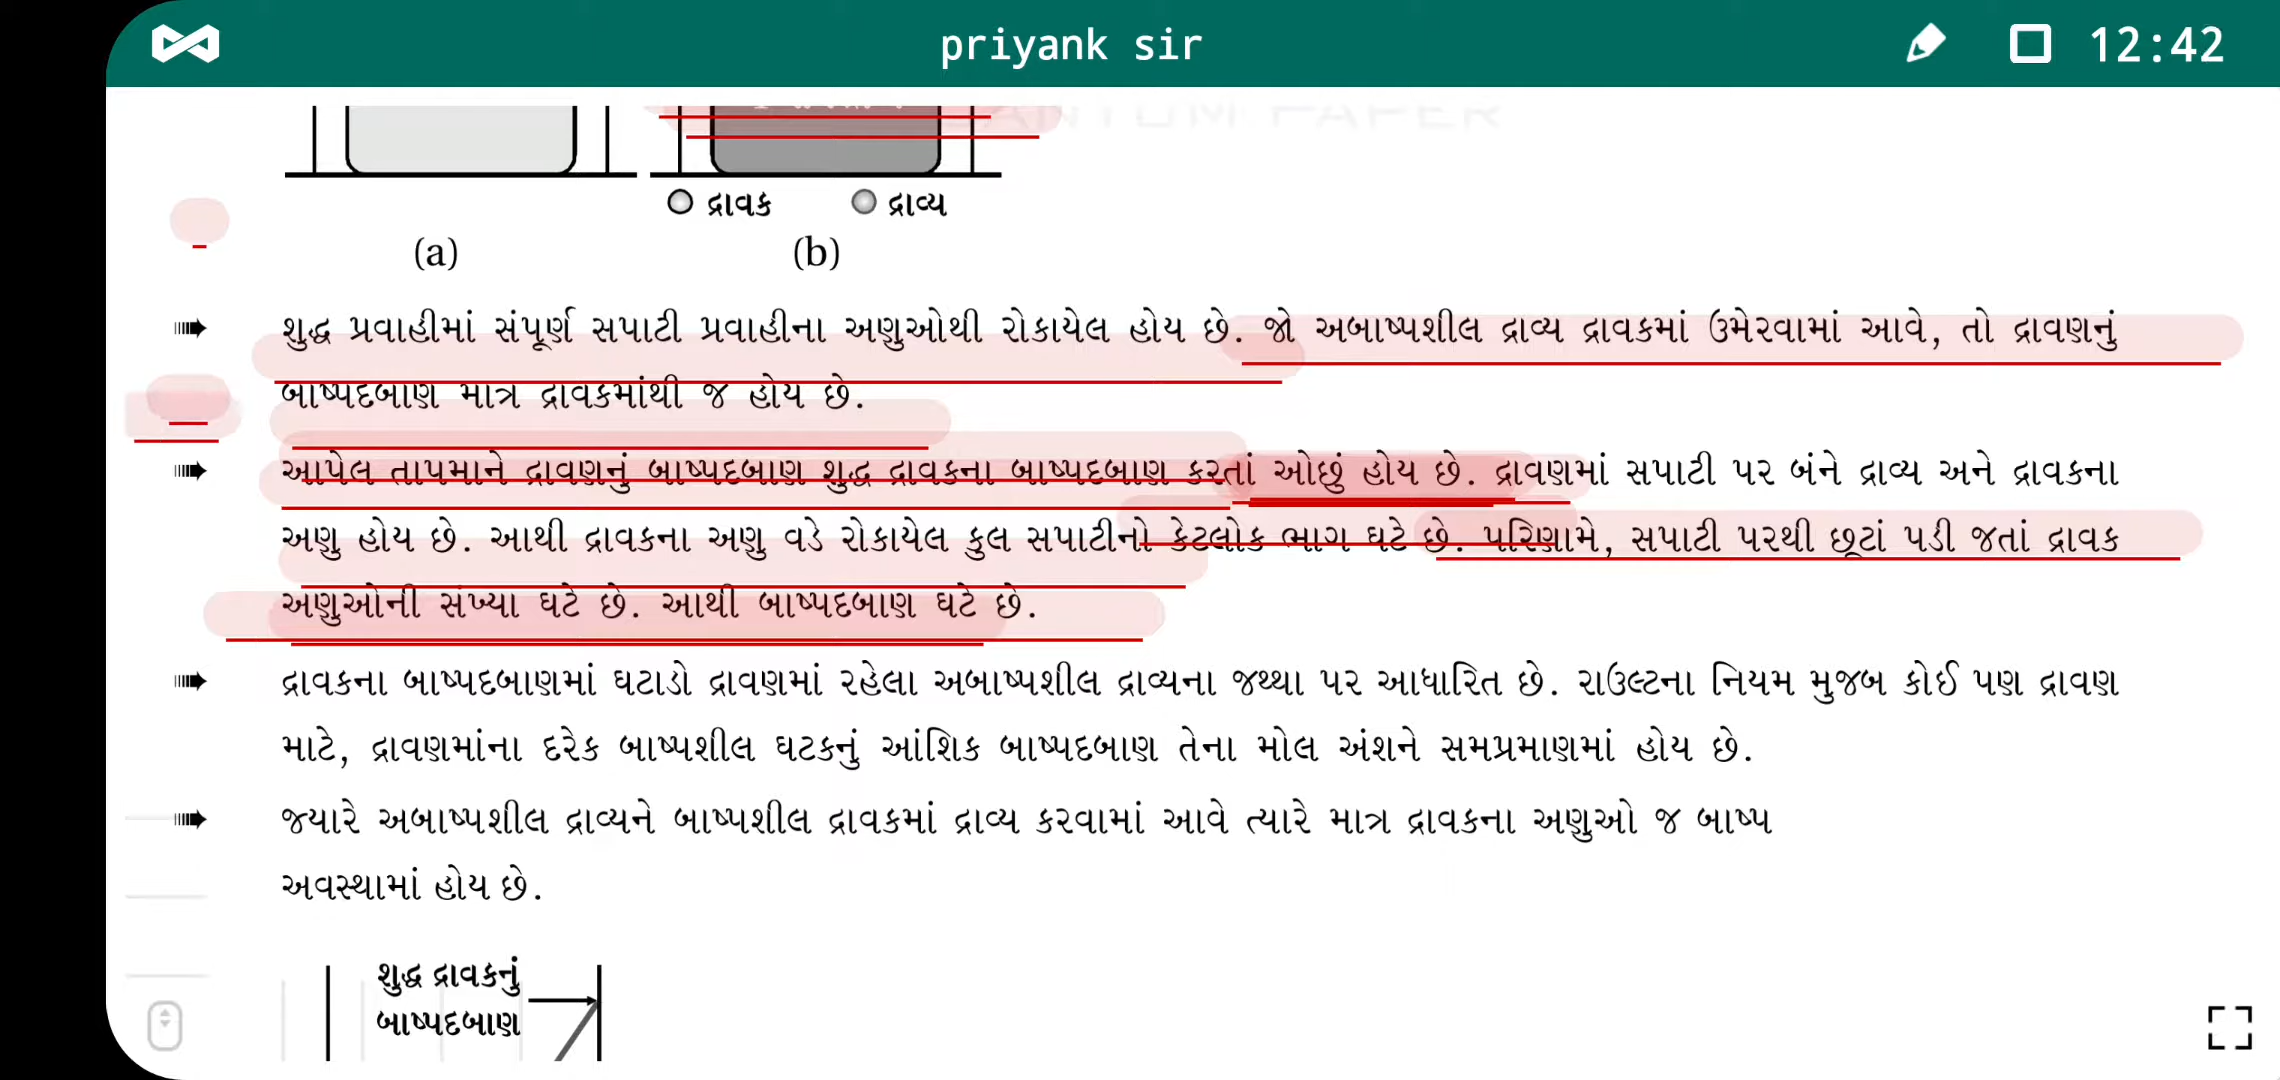 priyank sir
12:42
દ્રાવક દ્રાવ્ય
(a) (b)
શુદ્ધ પ્રવાહીમાં સંપૂર્ણ સપાટી પ્રવાહીના અણુઓથી રોકાયેલ હોય છે. જો અબાષ્પશીલ દ્રાવ્ય દ્રાવકમાં ઉમેરવામાં આવે, તો દ્રાવણનું
બાષ્પદબાણ માત્ર દ્રાવકમાંથી જ હોય છે.
આપેલ તાપમાને દ્રાવણનું બાષ્પદબાણ શુદ્ધ દ્રાવકના બાષ્પદબાણ કરતાં ઓછું હોય છે. દ્રાવણમાં સપાટી પર બંને દ્રાવ્ય અને દ્રાવકના
અણુ હોય છે. આથી દ્રાવકના અણુ વડે રોકાયેલ કુલ સપાટીનો કેટલોક ભાગ ઘટે છે. પરિણામે, સપાટી પરથી છૂટાં પડી જતાં દ્રાવક
અણુઓની સંખ્યા ઘટે છે. આથી બાષ્પદબાણ ઘટે છે.
દ્રાવકના બાષ્પદબાણમાં ઘટાડો દ્રાવણમાં રહેલા અબાષ્પશીલ દ્રાવ્યના જથ્થા પર આધારિત છે. રાઉલ્ટના નિયમ મુજબ કોઈ પણ દ્રાવણ
માટે, દ્રાવણમાંના દરેક બાષ્પશીલ ઘટકનું આંશિક બાષ્પદબાણ તેના મોલ અંશને સમપ્રમાણમાં હોય છે.
જયારે અબાષ્પશીલ દ્રાવ્યને બાષ્પશીલ દ્રાવકમાં દ્રાવ્ય કરવામાં આવે ત્યારે માત્ર દ્રાવકના અણુઓ જ બાષ્પ
અવસ્થામાં હોય છે.
શુદ્ધ દ્રાવકનું
બાષ્પદબાણ